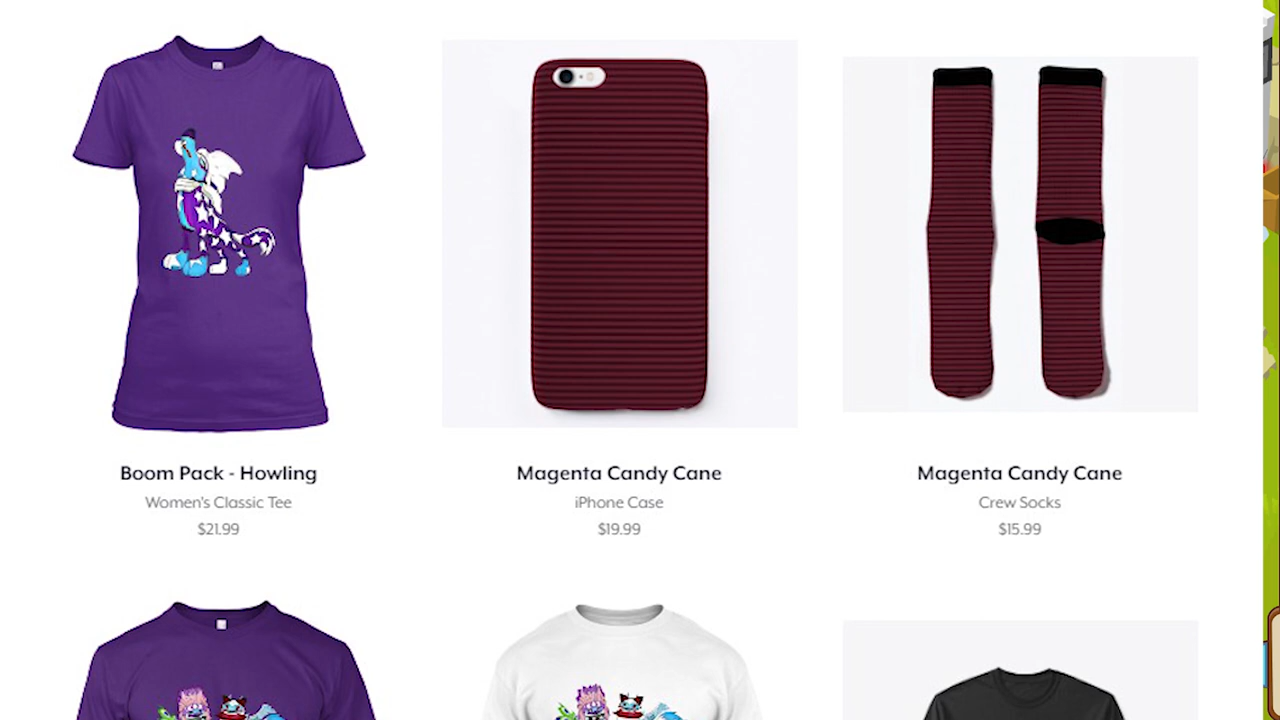 Boom Pack - Howling
Women's Classic Tee
$21.99
Magenta Candy Cane
iPhone Case
$19.99
Magenta Candy Cane
Crew Socks
$15.99